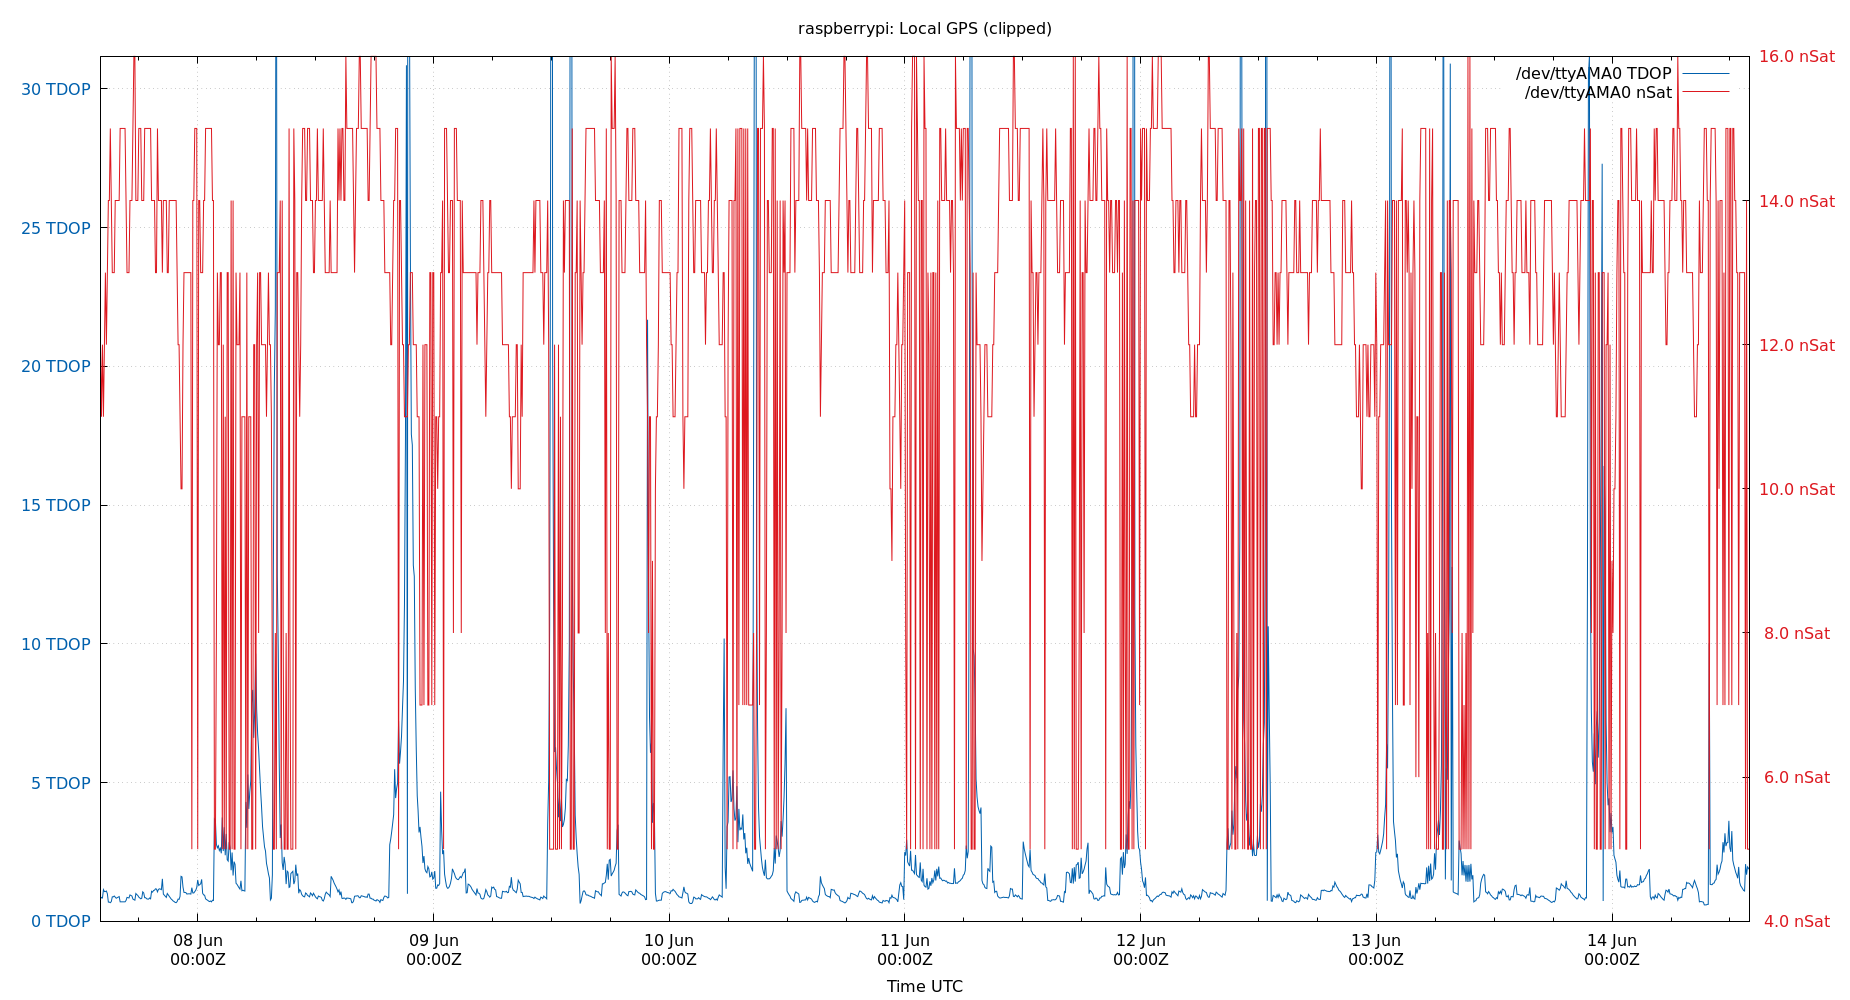 raspberrypi: Local GPS (clipped)
/dev/ttyAMA0 TDOP
/dev/ttyAMA0 nSat
30 TDOP
25 TDOP
20 TDOP
15 TDOP
10 TDOP
5 TDOP
0 TDOP
16.0 nSat
14.0 nSat
12.0 nSat
10.0 nSat
8.0 nSat
6.0 nSat
4.0 nSat
08 Jun
00:00Z
09 Jun
00:00Z
10 Jun
00:00Z
11 Jun
00:00Z
12 Jun
00:00Z
13 Jun
00:00Z
14 Jun
00:00Z
Time UTC